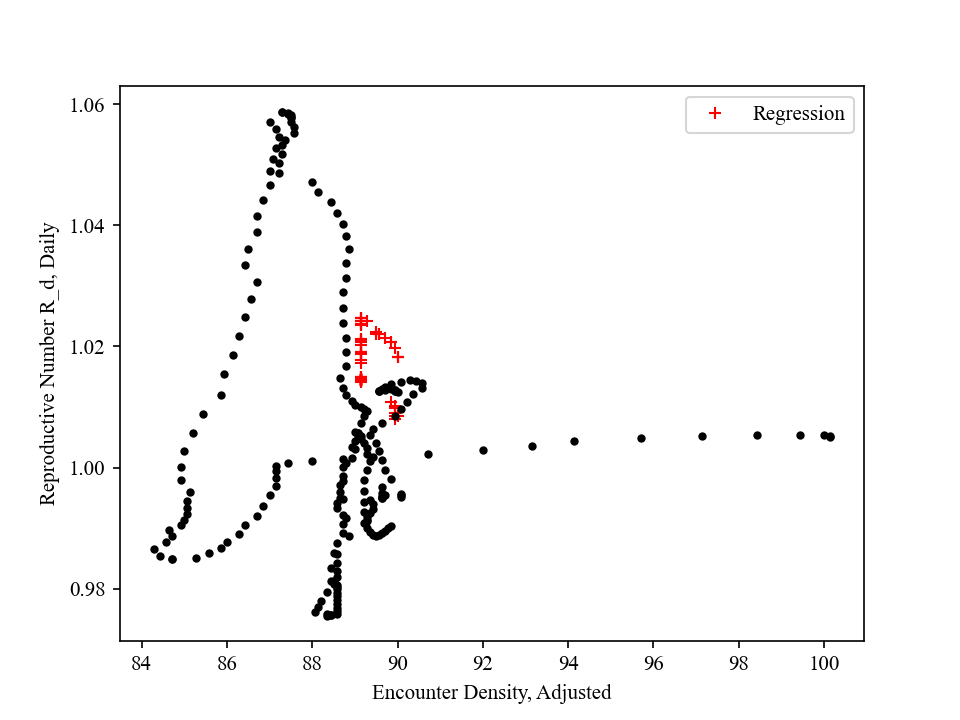 Regression
1.06
1.04
1.02
1.00
0.98
Reproductive Number R_d, Daily
84 86 88 90 92 94 96 98 100
Encounter Density, Adjusted